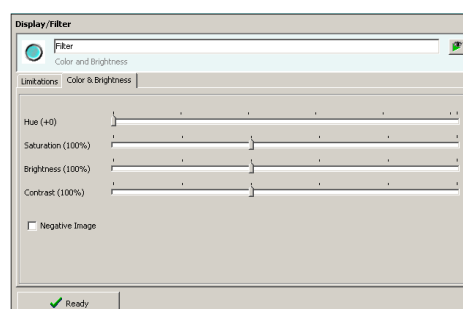 Display/Filter
Filter
Color and Brightness
Limitations Color & Brightness
Hue (+0)
Saturation (100%)
Brightness (100%)
Contrast (100%)
Negative Image
Ready